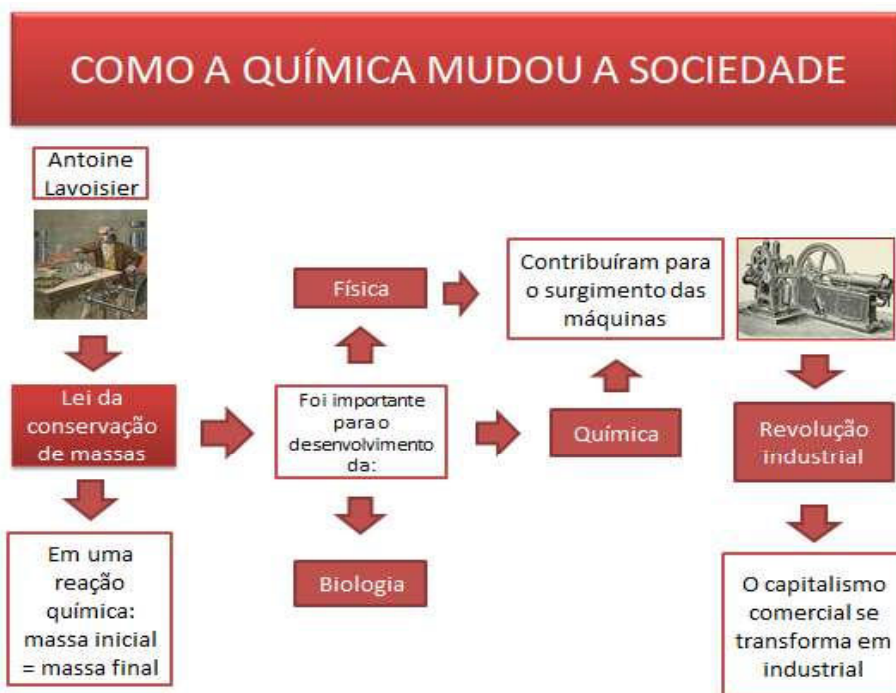 COMO A QUÍMICA MUDOU A SOCIEDADE
Antoine
Lavoisier
Lei da
conservação
de massas
Em uma
reação
química:
massa inicial
= massa final
Foi importante
para o
desenvolvimento
da:
Física
Química
Biologia
Contribuíram para
o surgimento das
máquinas
Revolução
industrial
O capitalismo
comercial se
transforma em
industrial